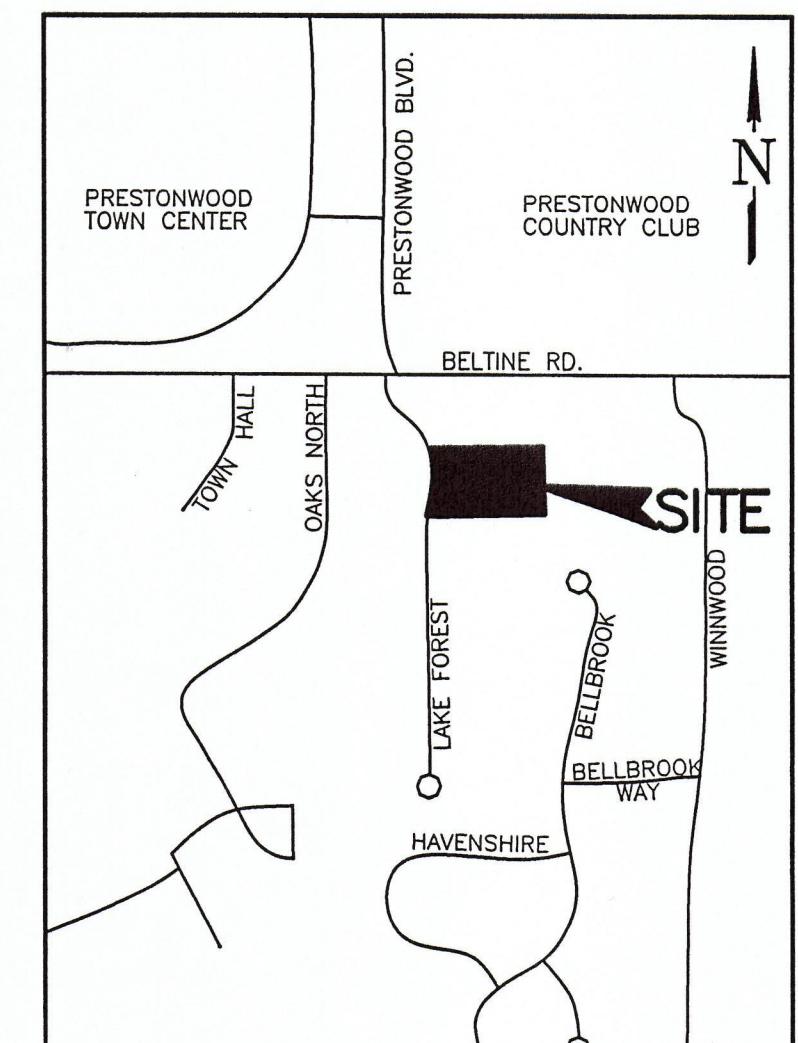 PRESTONWOOD BLVD.
N
PRESTONWOOD
TOWN CENTER
PRESTONWOOD
COUNTRY CLUB
BELTINE RD.
TOWN HALL
OAKS NORTH
SITE
WINNWOOD
LAKE FOREST
BELLBROOK
BELLBROOK
WAY
HAVENSHIRE